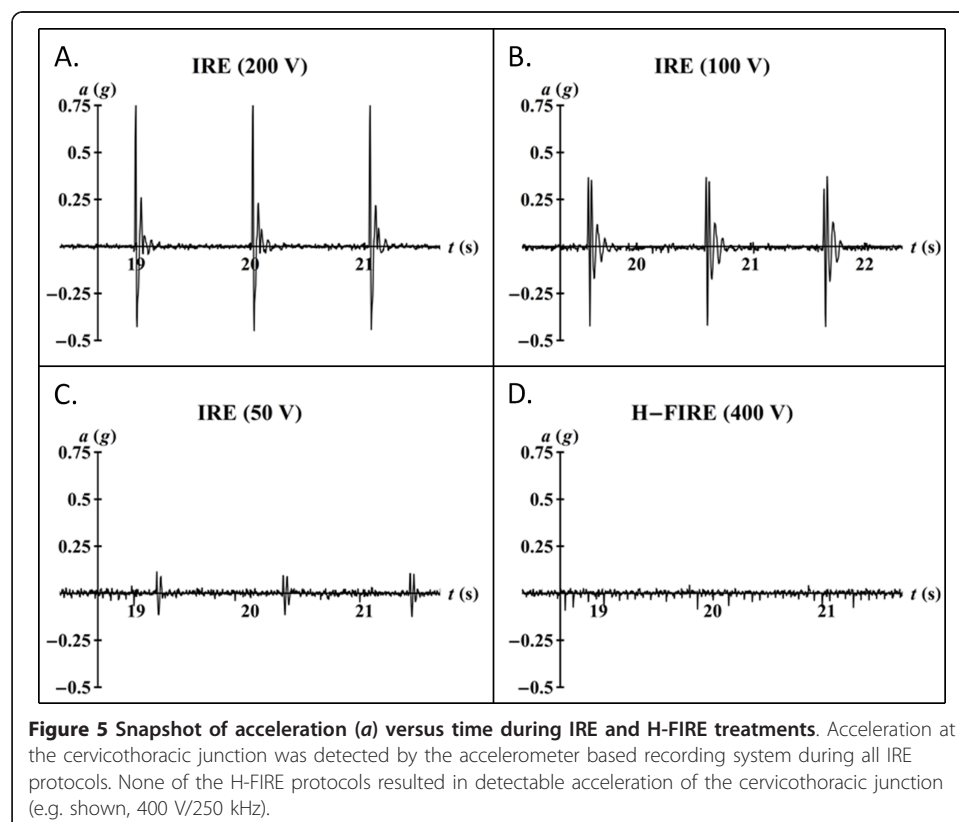 A.
IRE (200 V)
a (g)
0.75
0.5
0.25
t (s)
19 20 21
−0.25
−0.5
B.
IRE (100 V)
a (g)
0.75
0.5
0.25
t (s)
20 21 22
−0.25
−0.5
C.
IRE (50 V)
a (g)
0.75
0.5
0.25
t (s)
19 20 21
−0.25
−0.5
D.
H−FIRE (400 V)
a (g)
0.75
0.5
0.25
t (s)
19 20 21
−0.25
−0.5
Figure 5 Snapshot of acceleration (a) versus time during IRE and H-FIRE treatments. Acceleration at
the cervicothoracic junction was detected by the accelerometer based recording system during all IRE
protocols. None of the H-FIRE protocols resulted in detectable acceleration of the cervicothoracic junction
(e.g. shown, 400 V/250 kHz).